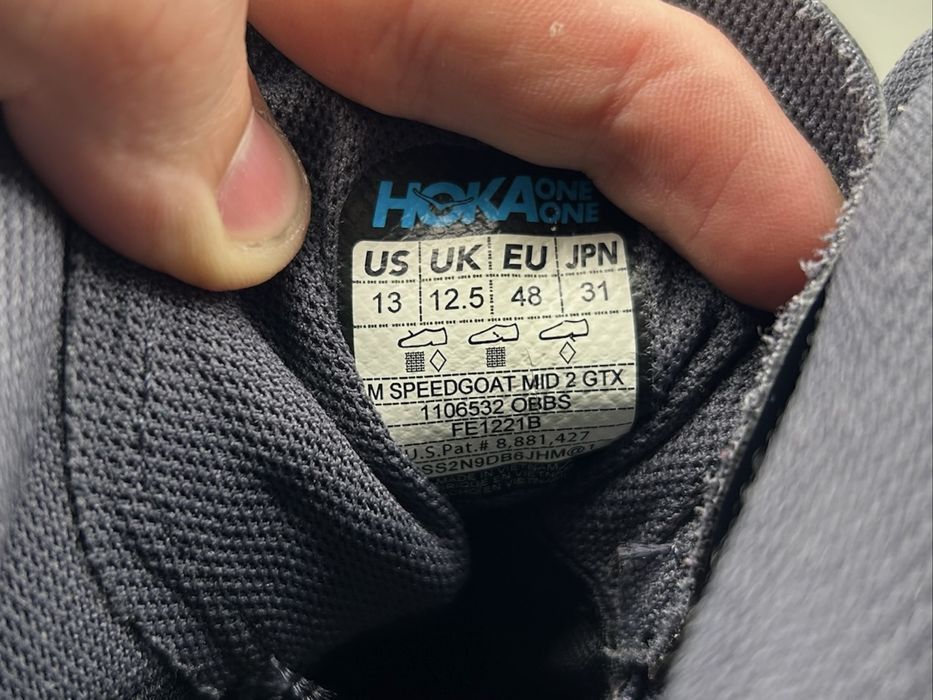 HOKA ONE ONE
US UK EU JPN
13 12.5 48 31
M SPEEDGOAT MID 2 GTX
1106532 OBBS
FE1221B
U.S.Pat.# 8,881,427
SS2N9DB6JHM@t